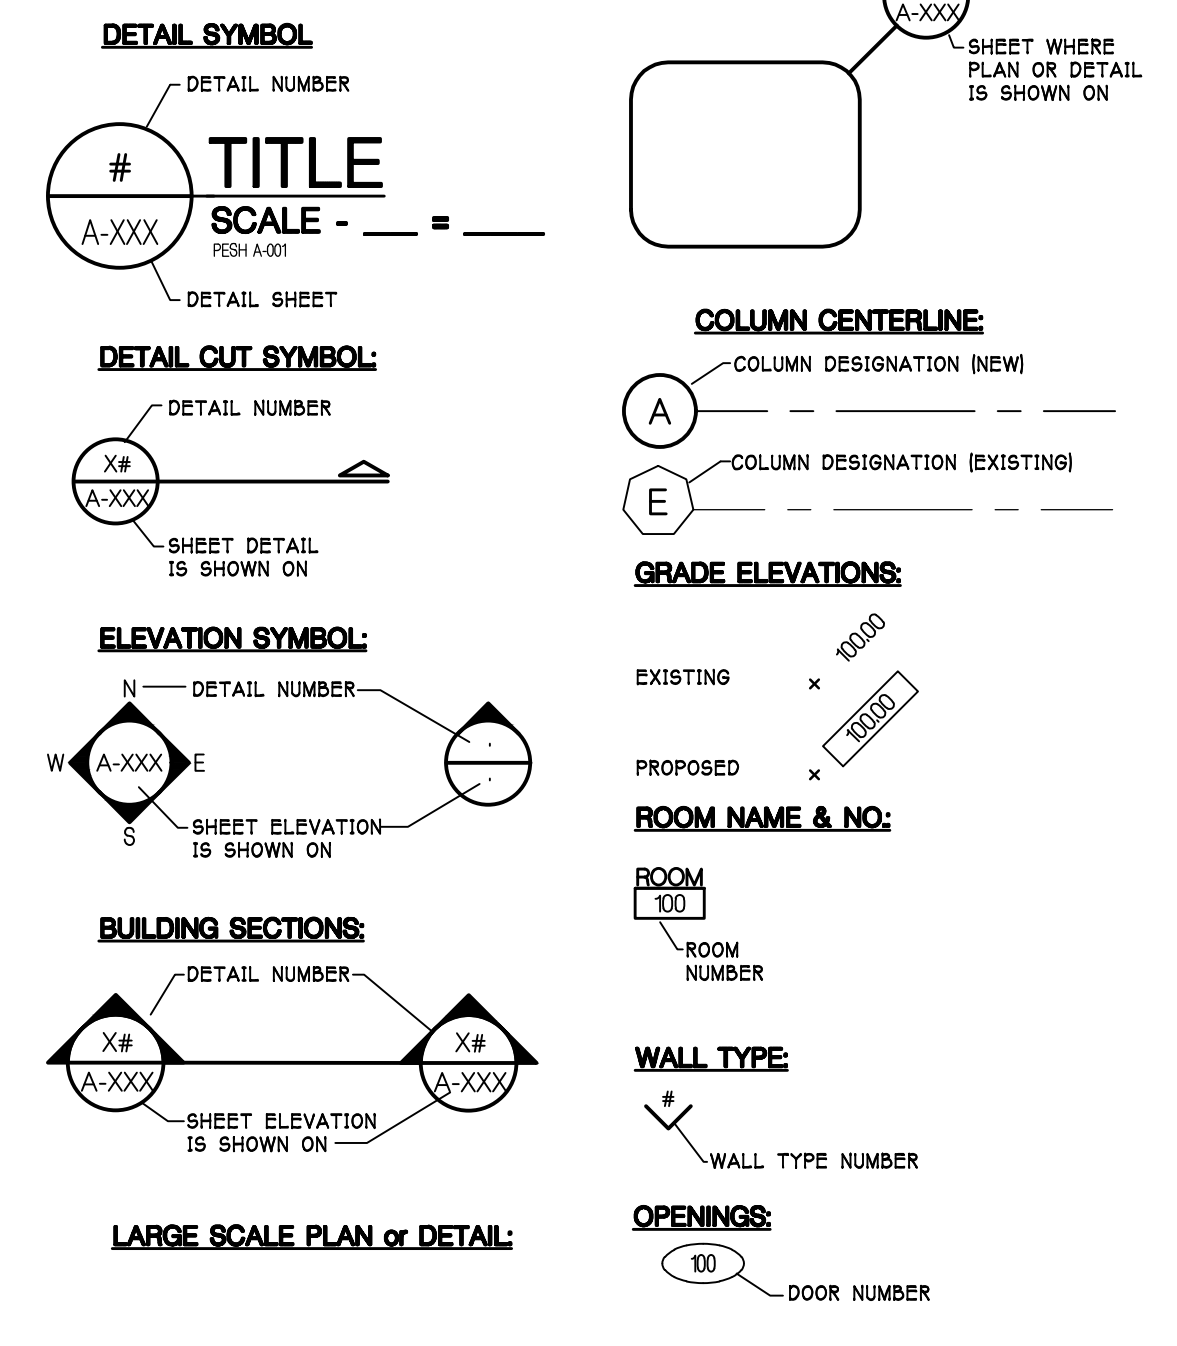 DETAIL SYMBOL
DETAIL NUMBER
#
TITLE
A-XXX
SCALE - ___ = ____
PESH A-001
DETAIL SHEET
DETAIL CUT SYMBOL:
DETAIL NUMBER
X#
A-XXX
SHEET DETAIL
IS SHOWN ON
ELEVATION SYMBOL:
N
DETAIL NUMBER
W
A-XXX
E
SHEET ELEVATION
IS SHOWN ON
S
BUILDING SECTIONS:
DETAIL NUMBER
X#
X#
A-XXX
A-XXX
SHEET ELEVATION
IS SHOWN ON
LARGE SCALE PLAN or DETAIL:
A-XXX
SHEET WHERE
PLAN OR DETAIL
IS SHOWN ON
COLUMN CENTERLINE:
COLUMN DESIGNATION (NEW)
A
COLUMN DESIGNATION (EXISTING)
E
GRADE ELEVATIONS:
100.00
EXISTING
×
100.00
PROPOSED
×
ROOM NAME & NO.:
ROOM
100
ROOM
NUMBER
WALL TYPE:
#
WALL TYPE NUMBER
OPENINGS:
100
DOOR NUMBER